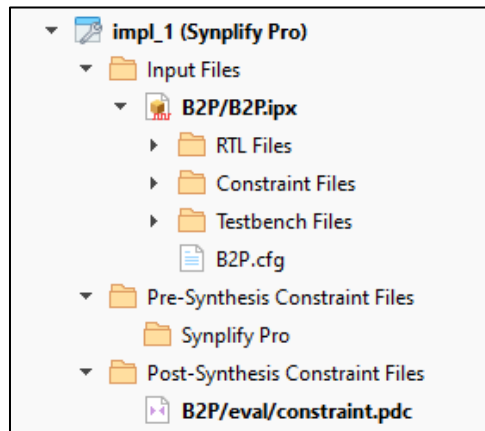 impl_1 (Synplify Pro)
Input Files
B2P/B2P.ipx
RTL Files
Constraint Files
Testbench Files
B2P.cfg
Pre-Synthesis Constraint Files
Synplify Pro
Post-Synthesis Constraint Files
B2P/eval/constraint.pdc